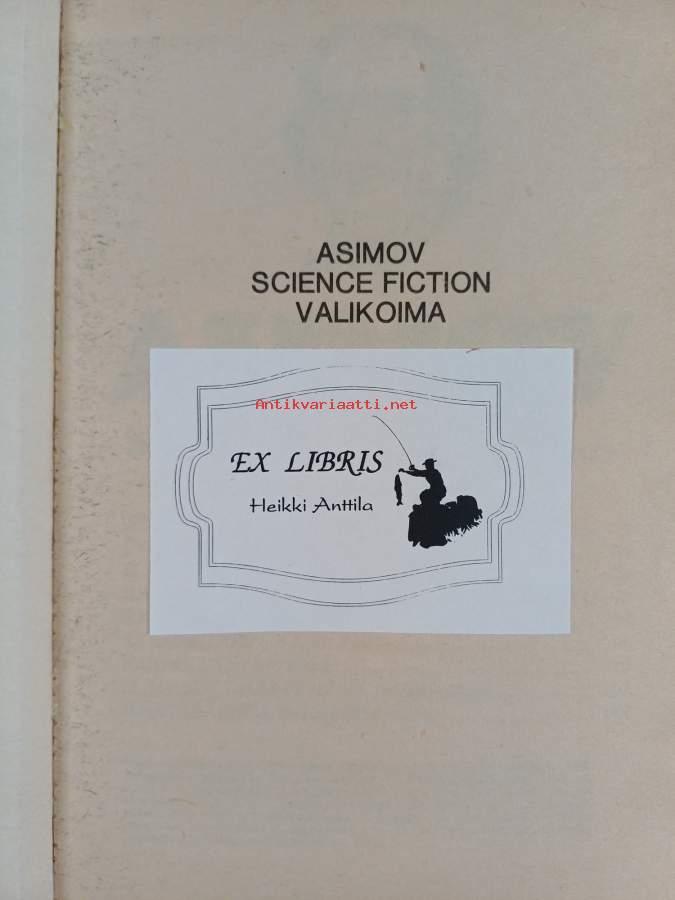 ASIMOV
SCIENCE FICTION
VALIKOIMA
Antikvariaatti.net
EX LIBRIS
Heikki Anttila